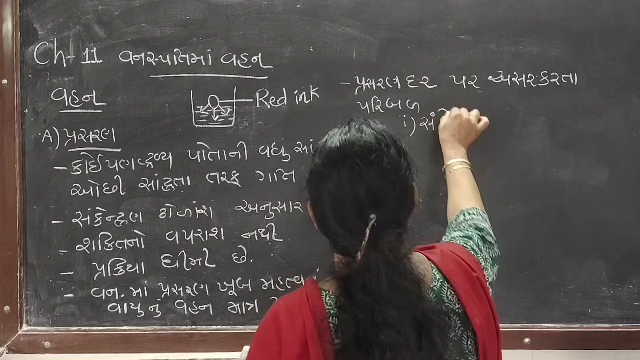 Ch-11 વનસ્પતિમાં વહન
વહન
Red ink
A) પ્રસરણ
- કોઈપણ દ્રવ્ય પોતાની વધુ સાં
ઓછી સાંદ્રતા તરફ ગતિ
- સંકેન્દ્રણ ઢોળાંશ અનુસાર
- શક્તિનો વપરાશ નથી
- પ્રક્રિયા ધીમી છે.
- વન. માં પ્રસરણ ખૂબ મહત્વ
વાયુનુ વહન માત્ર
- પ્રસરણ દર પર અસરકરતા
પરિબળ
i) સં